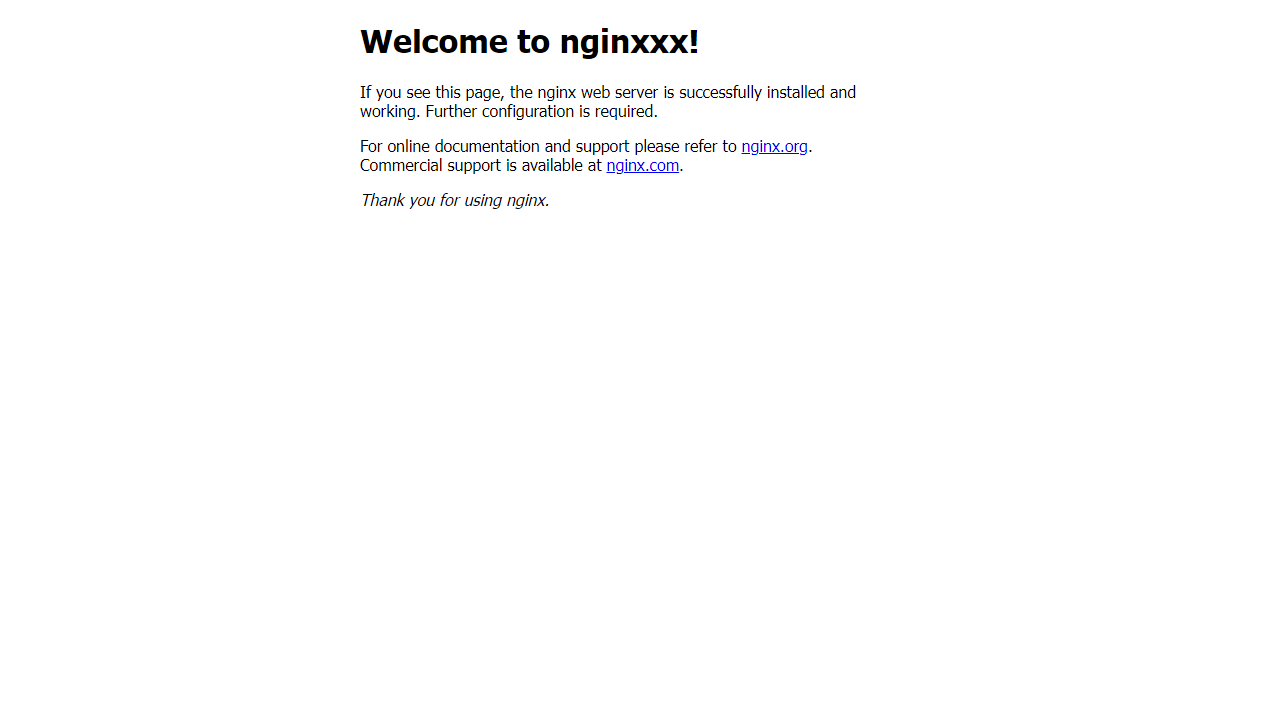 Welcome to nginxxx!
If you see this page, the nginx web server is successfully installed and
working. Further configuration is required.
For online documentation and support please refer to nginx.org.
Commercial support is available at nginx.com.
Thank you for using nginx.